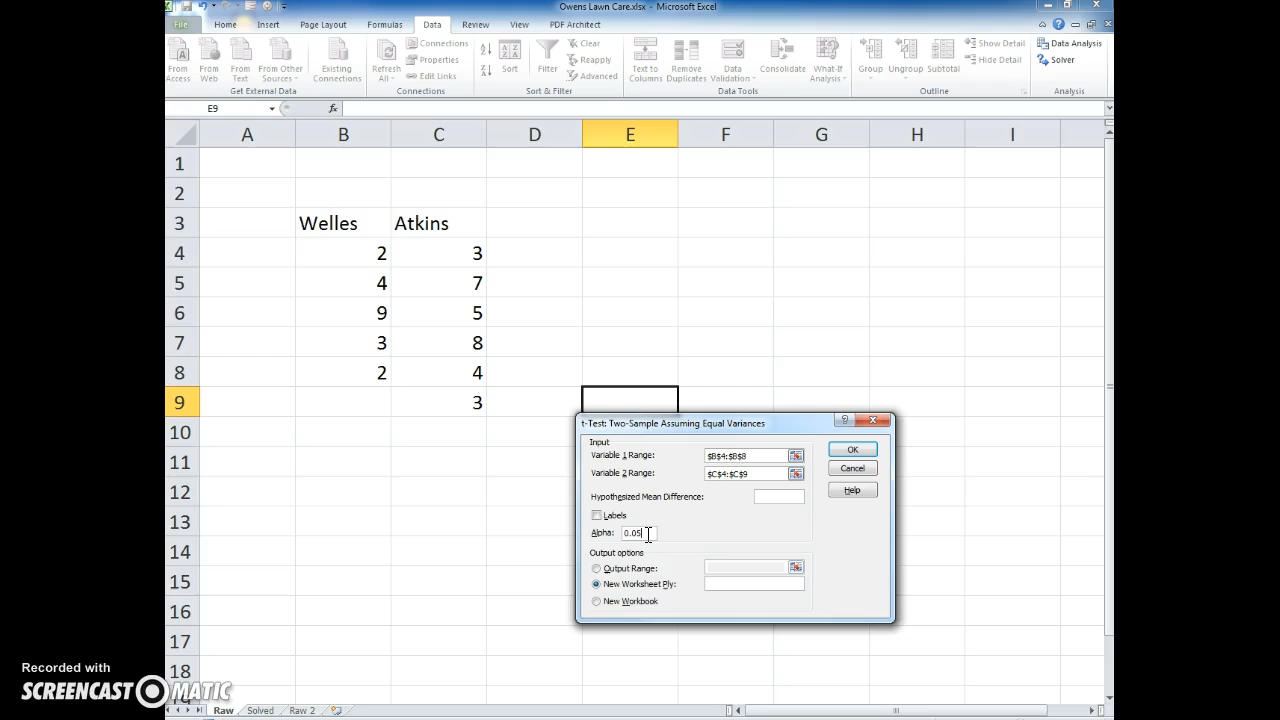 Owens Lawn Care.xlsx - Microsoft Excel
File Home Insert Page Layout Formulas Data Review View PDF Architect
From Access
From Web
From Text
From Other Sources
Existing Connections
Get External Data
Refresh All
Connections
Properties
Edit Links
Connections
Sort
Filter
Clear
Reapply
Advanced
Sort & Filter
Text to Columns
Remove Duplicates
Data Validation
Consolidate
What-If Analysis
Data Tools
Group
Ungroup
Subtotal
Show Detail
Hide Detail
Outline
Data Analysis
Solver
Analysis
E9 fx
A B C D E F G H I
1
2
3 Welles Atkins
4 2 3
5 4 7
6 9 5
7 3 8
8 2 4
9 3
10
11
12
13
14
15
16
17
18
t-Test: Two-Sample Assuming Equal Variances
Input
Variable 1 Range: $B$4:$B$8
Variable 2 Range: $C$4:$C$9
Hypothesized Mean Difference:
Labels
Alpha: 0.05
Output options
Output Range:
New Worksheet Ply:
New Workbook
OK
Cancel
Help
Raw Solved Raw 2
Recorded with
SCREENCAST O MATIC